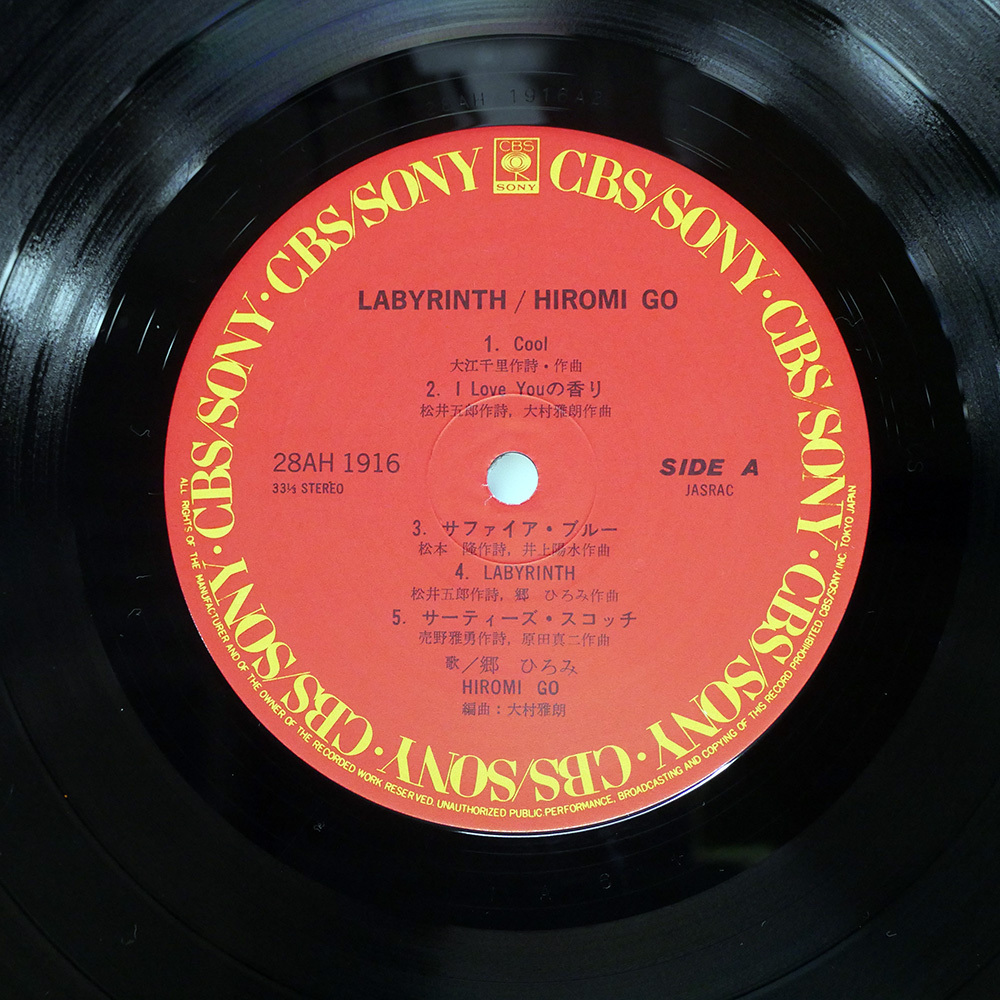 28AH 1916A2
CBS
SONY
CBS/SONY · CBS/SONY · CBS/SONY · CBS/SONY · CBS/SONY · CBS/SONY · CBS/SONY · CBS/SONY · CBS/SONY · CBS/SONY
LABYRINTH / HIROMI GO
1. Cool
大江千里作詩・作曲
2. I Love Youの香り
松井五郎作詩, 大村雅朗作曲
28AH 1916
33⅓ STEREO
SIDE A
JASRAC
3. サファイア・ブルー
松本 隆作詩, 井上陽水作曲
4. LABYRINTH
松井五郎作詩, 郷 ひろみ作曲
5. サーティーズ・スコッチ
売野雅勇作詩, 原田真二作曲
歌／郷 ひろみ
HIROMI GO
編曲：大村雅朗
ALL RIGHTS OF THE MANUFACTURER AND OF THE OWNER OF THE RECORDED WORK RESERVED. UNAUTHORIZED PUBLIC PERFORMANCE, BROADCASTING AND COPYING OF THIS RECORD PROHIBITED CBS/SONY INC. TOKYO JAPAN